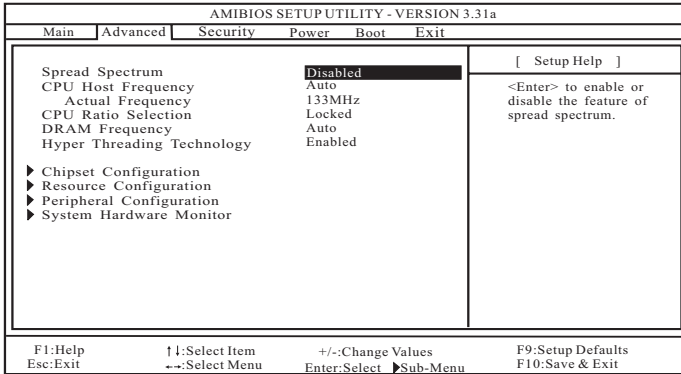 AMIBIOS SETUP UTILITY - VERSION 3.31a
Main Advanced Security Power Boot Exit
Spread Spectrum Disabled
CPU Host Frequency Auto
Actual Frequency 133MHz
CPU Ratio Selection Locked
DRAM Frequency Auto
Hyper Threading Technology Enabled
Chipset Configuration
Resource Configuration
Peripheral Configuration
System Hardware Monitor
[ Setup Help ]
<Enter> to enable or
disable the feature of
spread spectrum.
F1:Help ↑↓:Select Item +/-:Change Values F9:Setup Defaults
Esc:Exit ←→:Select Menu Enter:Select ▶Sub-Menu F10:Save & Exit